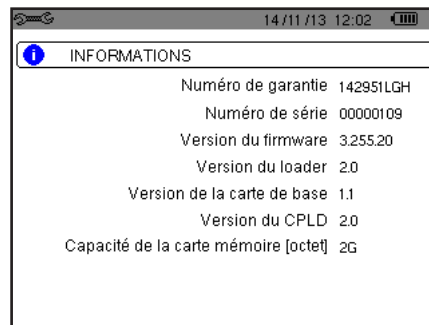 14/11/13 12:02
INFORMATIONS
Numéro de garantie 142951LGH
Numéro de série 00000109
Version du firmware 3.255.20
Version du loader 2.0
Version de la carte de base 1.1
Version du CPLD 2.0
Capacité de la carte mémoire [octet] 2G